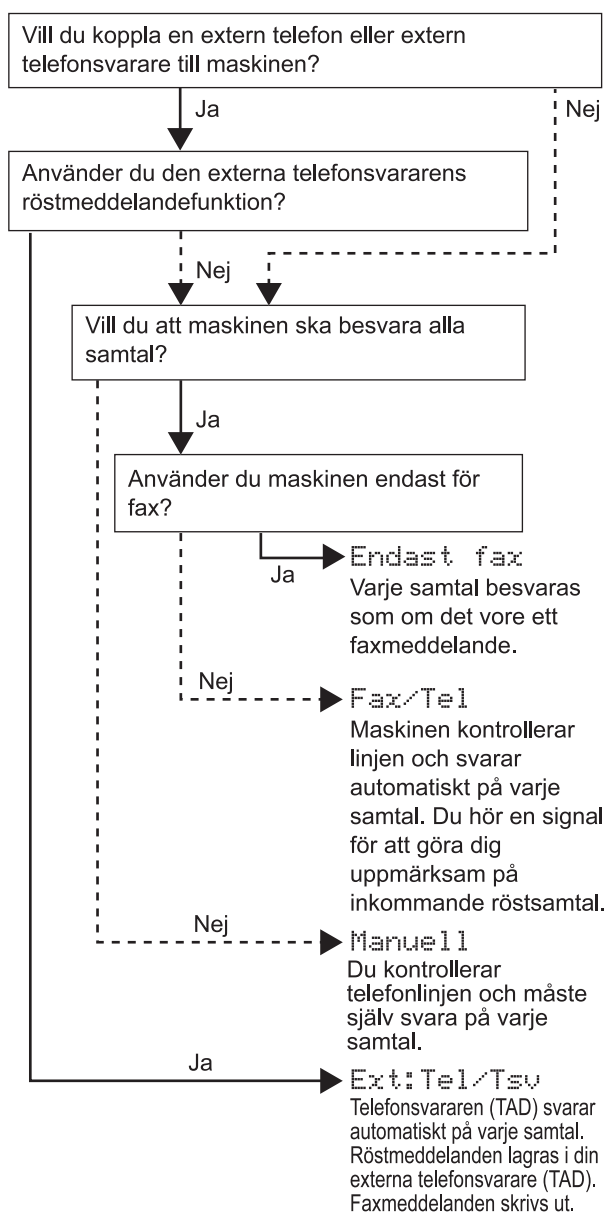 Vill du koppla en extern telefon eller extern
telefonsvarare till maskinen?
Ja
Nej
Använder du den externa telefonsvararens
röstmeddelandefunktion?
Nej
Vill du att maskinen ska besvara alla
samtal?
Ja
Använder du maskinen endast för
fax?
Ja
Endast fax
Varje samtal besvaras
som om det vore ett
faxmeddelande.
Nej
Fax/Tel
Maskinen kontrollerar
linjen och svarar
automatiskt på varje
samtal. Du hör en signal
för att göra dig
uppmärksam på
inkommande röstsamtal.
Nej
Manuell
Du kontrollerar
telefonlinjen och måste
själv svara på varje
samtal.
Ja
Ext:Tel/Tsv
Telefonsvararen (TAD) svarar
automatiskt på varje samtal.
Röstmeddelanden lagras i din
externa telefonsvarare (TAD).
Faxmeddelanden skrivs ut.